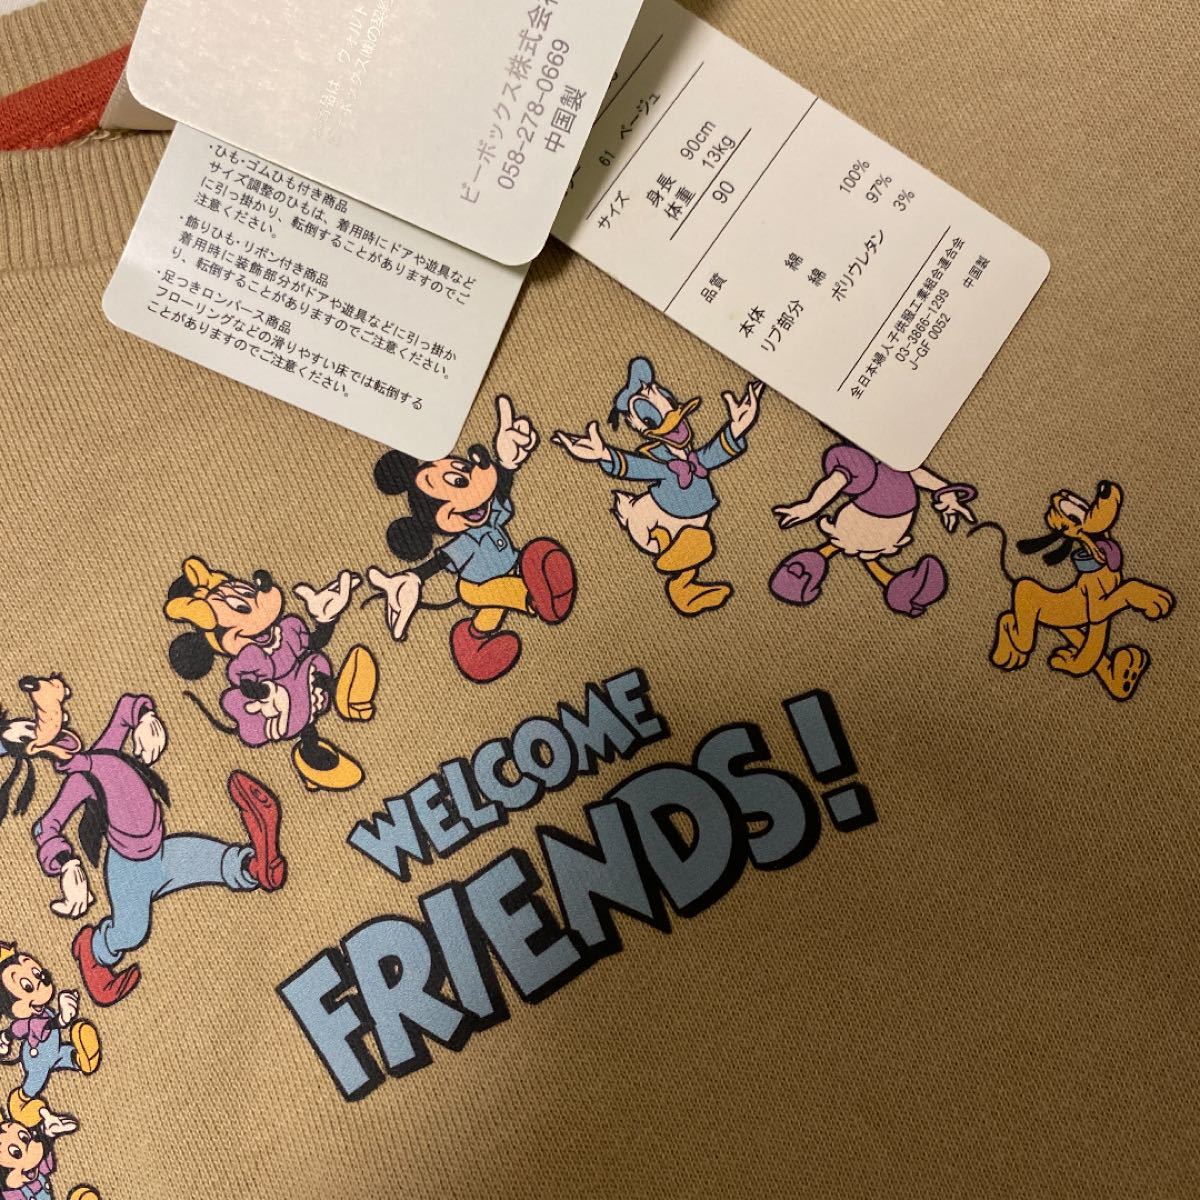 ビーボックス株式会社
058-278-0669
中国製
・ひも・ゴムひも付き商品
サイズ調整のひもは、着用時にドアや遊具など
に引っ掛かり、転倒することがありますのでご
注意ください。
・飾りひも・リボン付き商品
着用時に装飾部分がドアや遊具などに引っ掛か
り、転倒することがありますのでご注意ください。
・足つきロンパース商品
フローリングなどの滑りやすい床では転倒する
ことがありますのでご注意ください。
61 ベージュ
サイズ
身長 90cm
体重 13kg
90
品質
本体 綿 100%
リブ部分 綿 97%
ポリウレタン 3%
全日本婦人子供服工業組合連合会
03-3866-1299
J-GF 0052 中国製
WELCOME
FRIENDS!